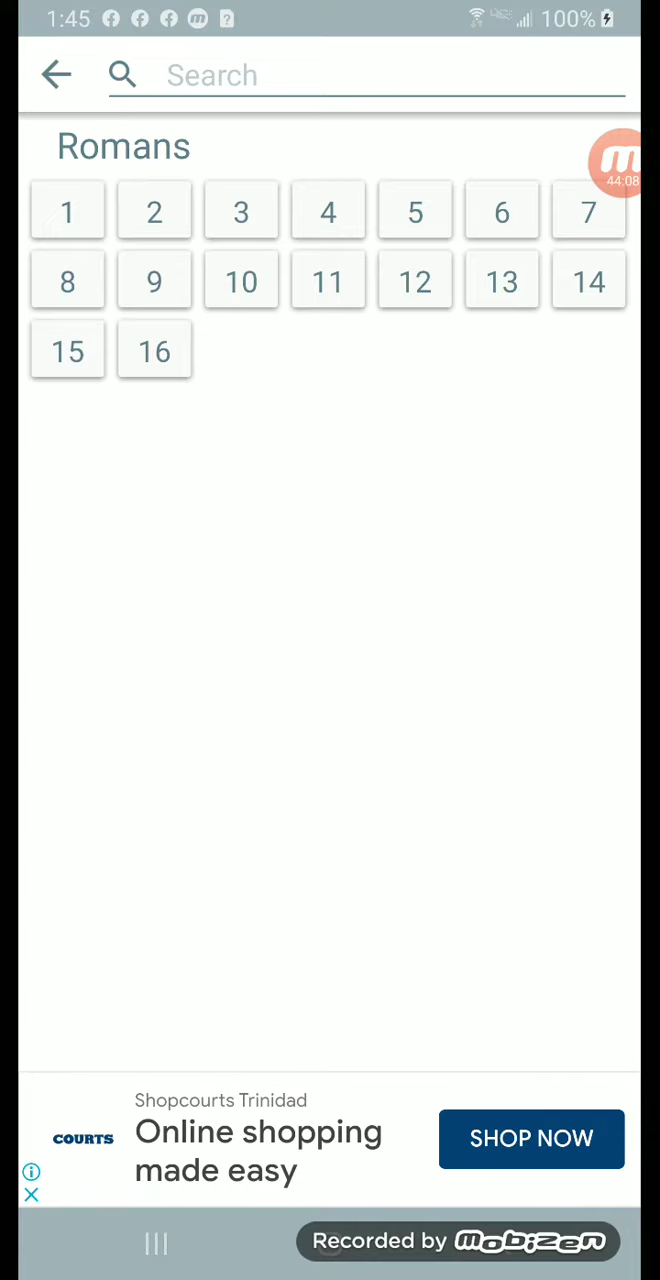 1:45 100%
Search
Romans
44:08
1 2 3 4 5 6 7
8 9 10 11 12 13 14
15 16
Shopcourts Trinidad
COURTS
Online shopping
made easy
SHOP NOW
Recorded by mobizen